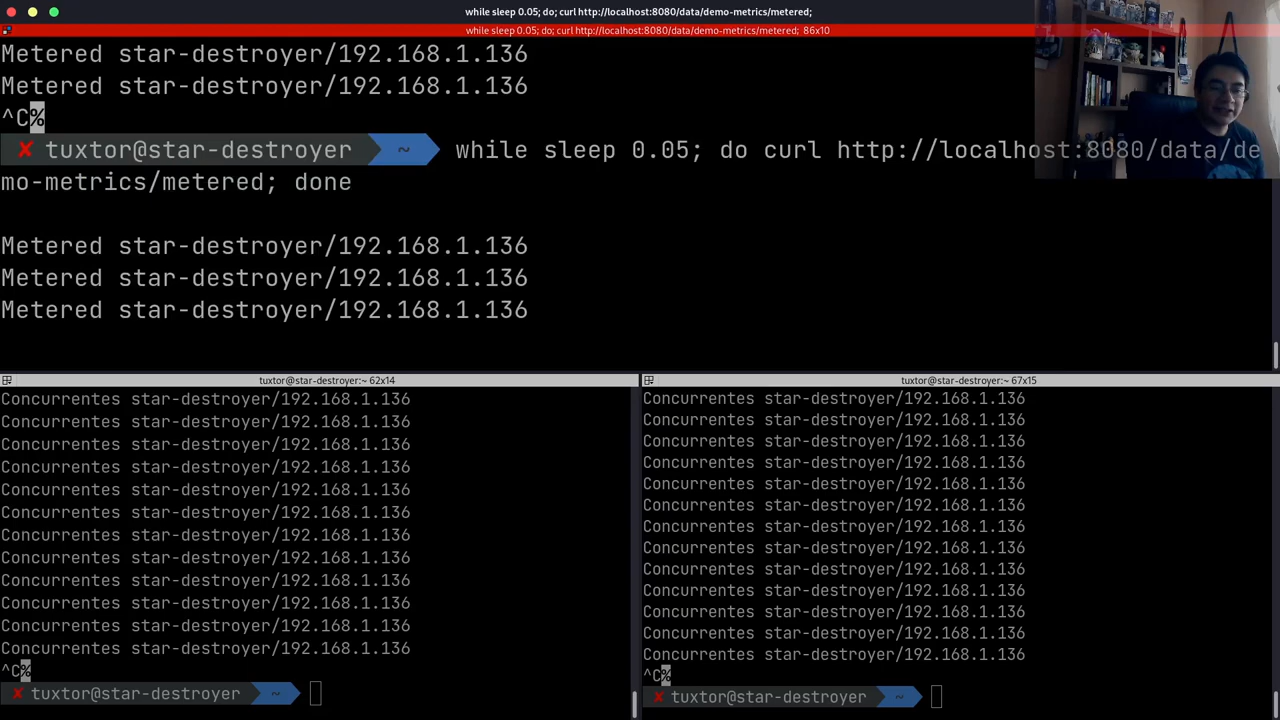 while sleep 0.05; do; curl http://localhost:8080/data/demo-metrics/metered;
while sleep 0.05; do; curl http://localhost:8080/data/demo-metrics/metered; 86x10
Metered star-destroyer/192.168.1.136
Metered star-destroyer/192.168.1.136
^C%
✘ tuxtor@star-destroyer ~ while sleep 0.05; do curl http://localhost:8080/data/de
mo-metrics/metered; done
Metered star-destroyer/192.168.1.136
Metered star-destroyer/192.168.1.136
Metered star-destroyer/192.168.1.136
tuxtor@star-destroyer:~ 62x14
Concurrentes star-destroyer/192.168.1.136
Concurrentes star-destroyer/192.168.1.136
Concurrentes star-destroyer/192.168.1.136
Concurrentes star-destroyer/192.168.1.136
Concurrentes star-destroyer/192.168.1.136
Concurrentes star-destroyer/192.168.1.136
Concurrentes star-destroyer/192.168.1.136
Concurrentes star-destroyer/192.168.1.136
Concurrentes star-destroyer/192.168.1.136
Concurrentes star-destroyer/192.168.1.136
Concurrentes star-destroyer/192.168.1.136
Concurrentes star-destroyer/192.168.1.136
^C%
✘ tuxtor@star-destroyer ~
tuxtor@star-destroyer:~ 67x15
Concurrentes star-destroyer/192.168.1.136
Concurrentes star-destroyer/192.168.1.136
Concurrentes star-destroyer/192.168.1.136
Concurrentes star-destroyer/192.168.1.136
Concurrentes star-destroyer/192.168.1.136
Concurrentes star-destroyer/192.168.1.136
Concurrentes star-destroyer/192.168.1.136
Concurrentes star-destroyer/192.168.1.136
Concurrentes star-destroyer/192.168.1.136
Concurrentes star-destroyer/192.168.1.136
Concurrentes star-destroyer/192.168.1.136
Concurrentes star-destroyer/192.168.1.136
Concurrentes star-destroyer/192.168.1.136
^C%
✘ tuxtor@star-destroyer ~